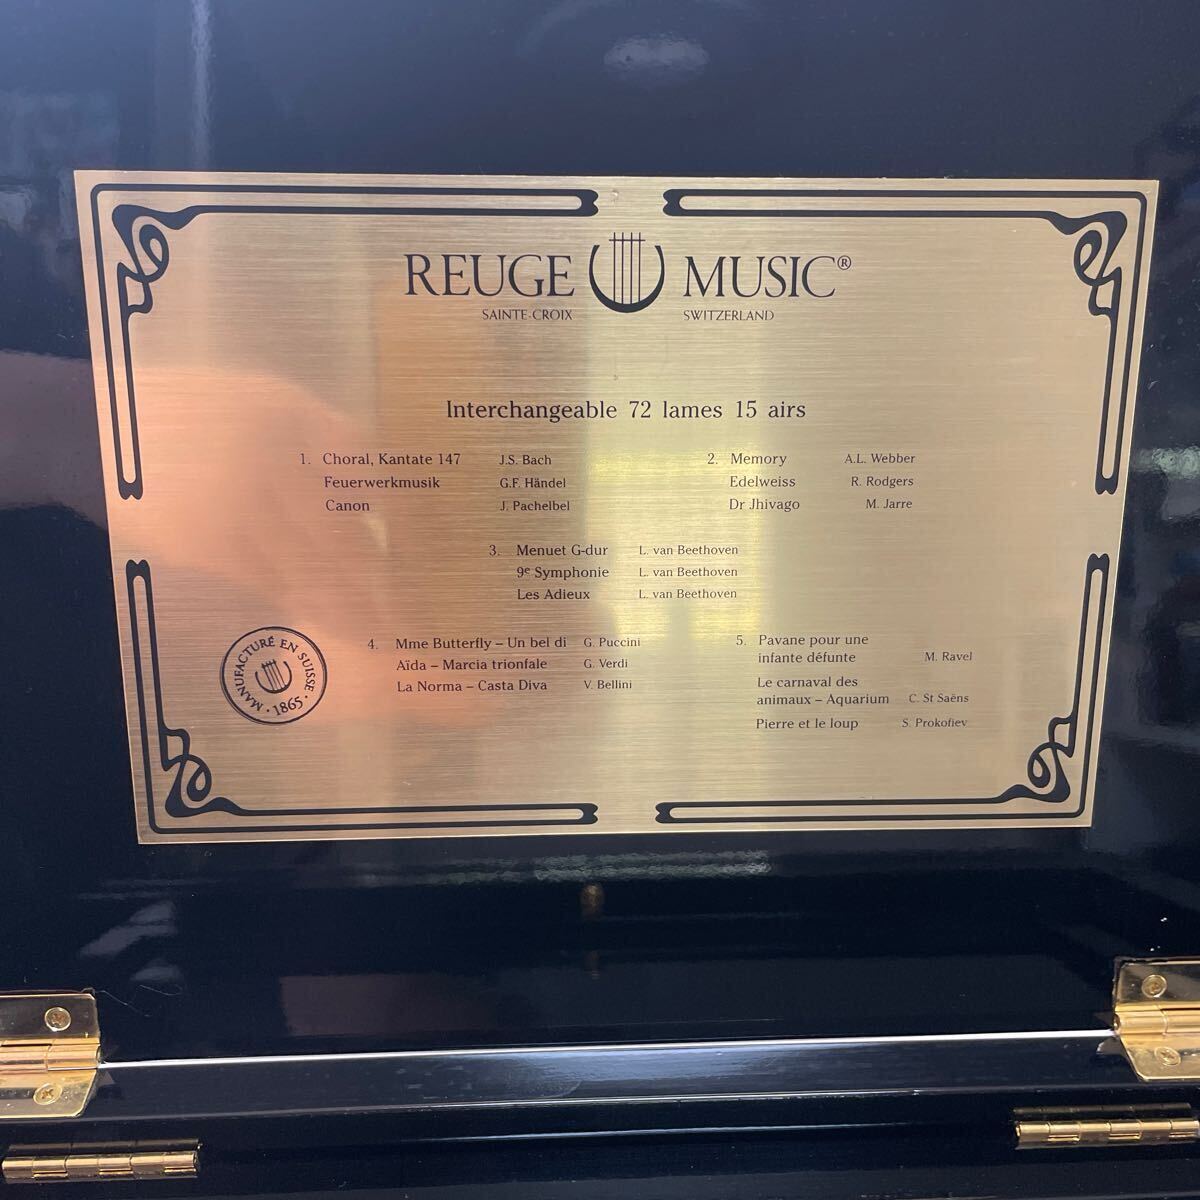 REUGE MUSIC®
SAINTE-CROIX SWITZERLAND
Interchangeable 72 lames 15 airs
1. Choral, Kantate 147 J.S. Bach
Feuerwerkmusik G.F. Händel
Canon J. Pachelbel
2. Memory A.L. Webber
Edelweiss R. Rodgers
Dr Jhivago M. Jarre
3. Menuet G-dur L. van Beethoven
9e Symphonie L. van Beethoven
Les Adieux L. van Beethoven
4. Mme Butterfly – Un bel di G. Puccini
Aïda – Marcia trionfale G. Verdi
La Norma – Casta Diva V. Bellini
5. Pavane pour une
infante défunte M. Ravel
Le carnaval des
animaux – Aquarium C. St Saëns
Pierre et le loup S. Prokofiev
MANUFACTURÉ EN SUISSE · 1865 ·